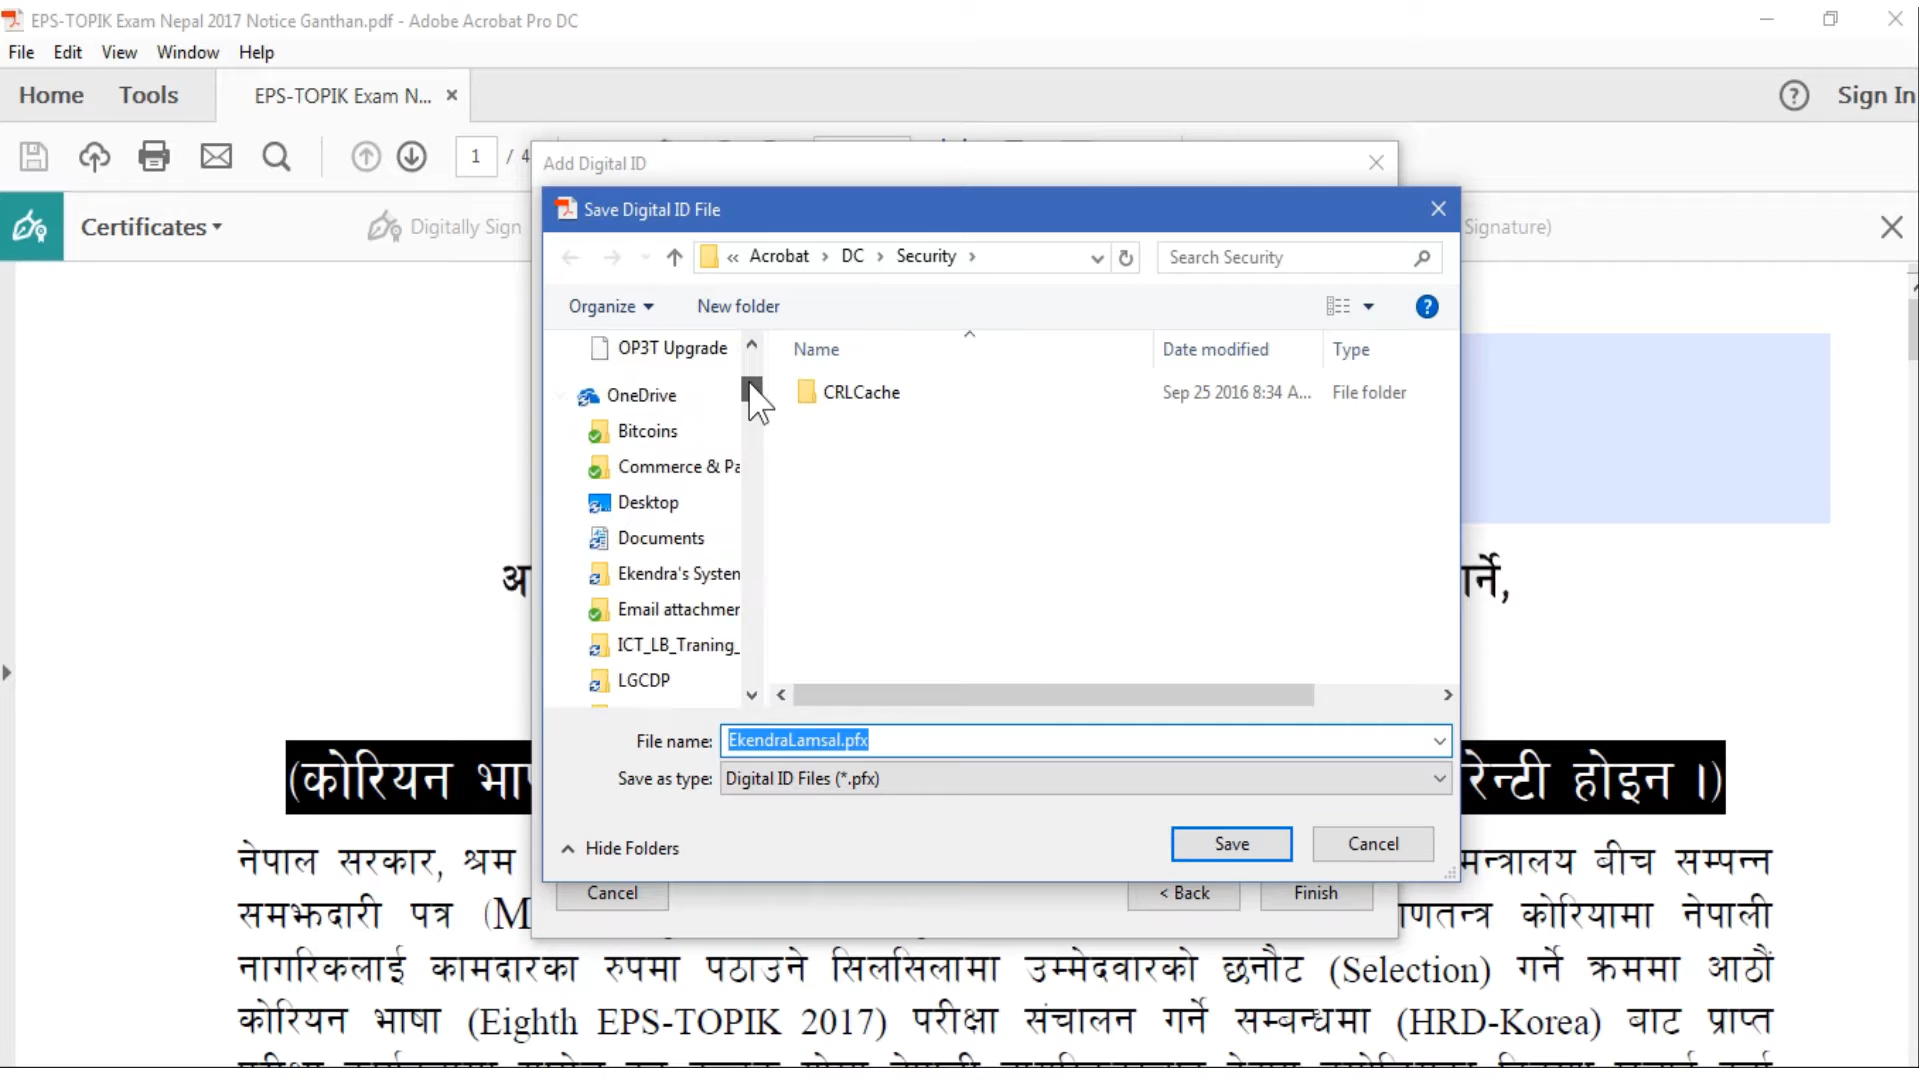 EPS-TOPIK Exam Nepal 2017 Notice Ganthan.pdf - Adobe Acrobat Pro DC
File Edit View Window Help
Home Tools EPS-TOPIK Exam N... Sign In
1 / 4
Add Digital ID
Certificates Digitally Sign Signature)
Save Digital ID File
« Acrobat › DC › Security › Search Security
Organize New folder
Name Date modified Type
OP3T Upgrade
CRLCache Sep 25 2016 8:34 A... File folder
OneDrive
Bitcoins
Commerce & Pa
Desktop
Documents
Ekendra's System
Email attachmen
ICT_LB_Traning_
LGCDP
File name: EkendraLamsal.pfx
Save as type: Digital ID Files (*.pfx)
Hide Folders Save Cancel
Cancel < Back Finish
र्ने,
(कोरियन रेन्टी होइन ।)
नेपाल सरकार, श्रम मन्त्रालय बीच सम्पन्न
समझदारी पत्र (M कोरियामा नेपाली
नागरिकलाई कामदारका रुपमा पठाउने सिलसिलामा उम्मेदवारको छनौट (Selection) गर्ने क्रममा आठौं
कोरियन भाषा (Eighth EPS-TOPIK 2017) परीक्षा संचालन गर्ने सम्बन्धमा (HRD-Korea) बाट प्राप्त